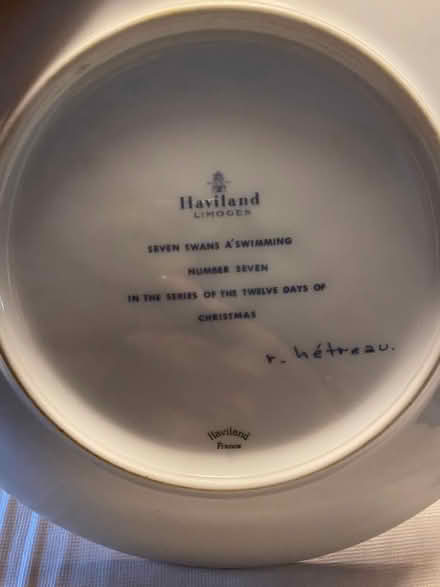 Haviland
LIMOGES
SEVEN SWANS A'SWIMMING
NUMBER SEVEN
IN THE SERIES OF THE TWELVE DAYS OF
CHRISTMAS
r. hétreau.
Haviland
France